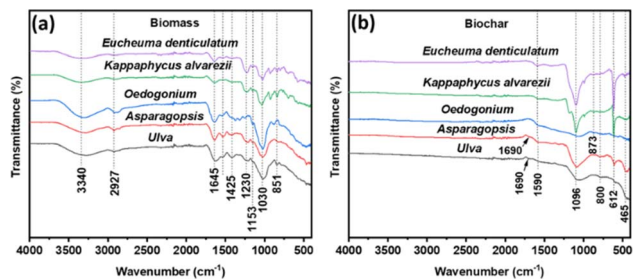 (a)
Biomass
Eucheuma denticulatum
Kappaphycus alvarezii
Oedogonium
Asparagopsis
Ulva
3340
2927
1645
1425
1230
1153
1030
851
Transmittance (%)
4000 3500 3000 2500 2000 1500 1000 500
Wavenumber (cm-1)
(b)
Biochar
Eucheuma denticulatum
Kappaphycus alvarezii
Oedogonium
Asparagopsis
Ulva
1690
873
1690
1590
1096
800
612
465
Transmittance (%)
4000 3500 3000 2500 2000 1500 1000 500
Wavenumber (cm-1)